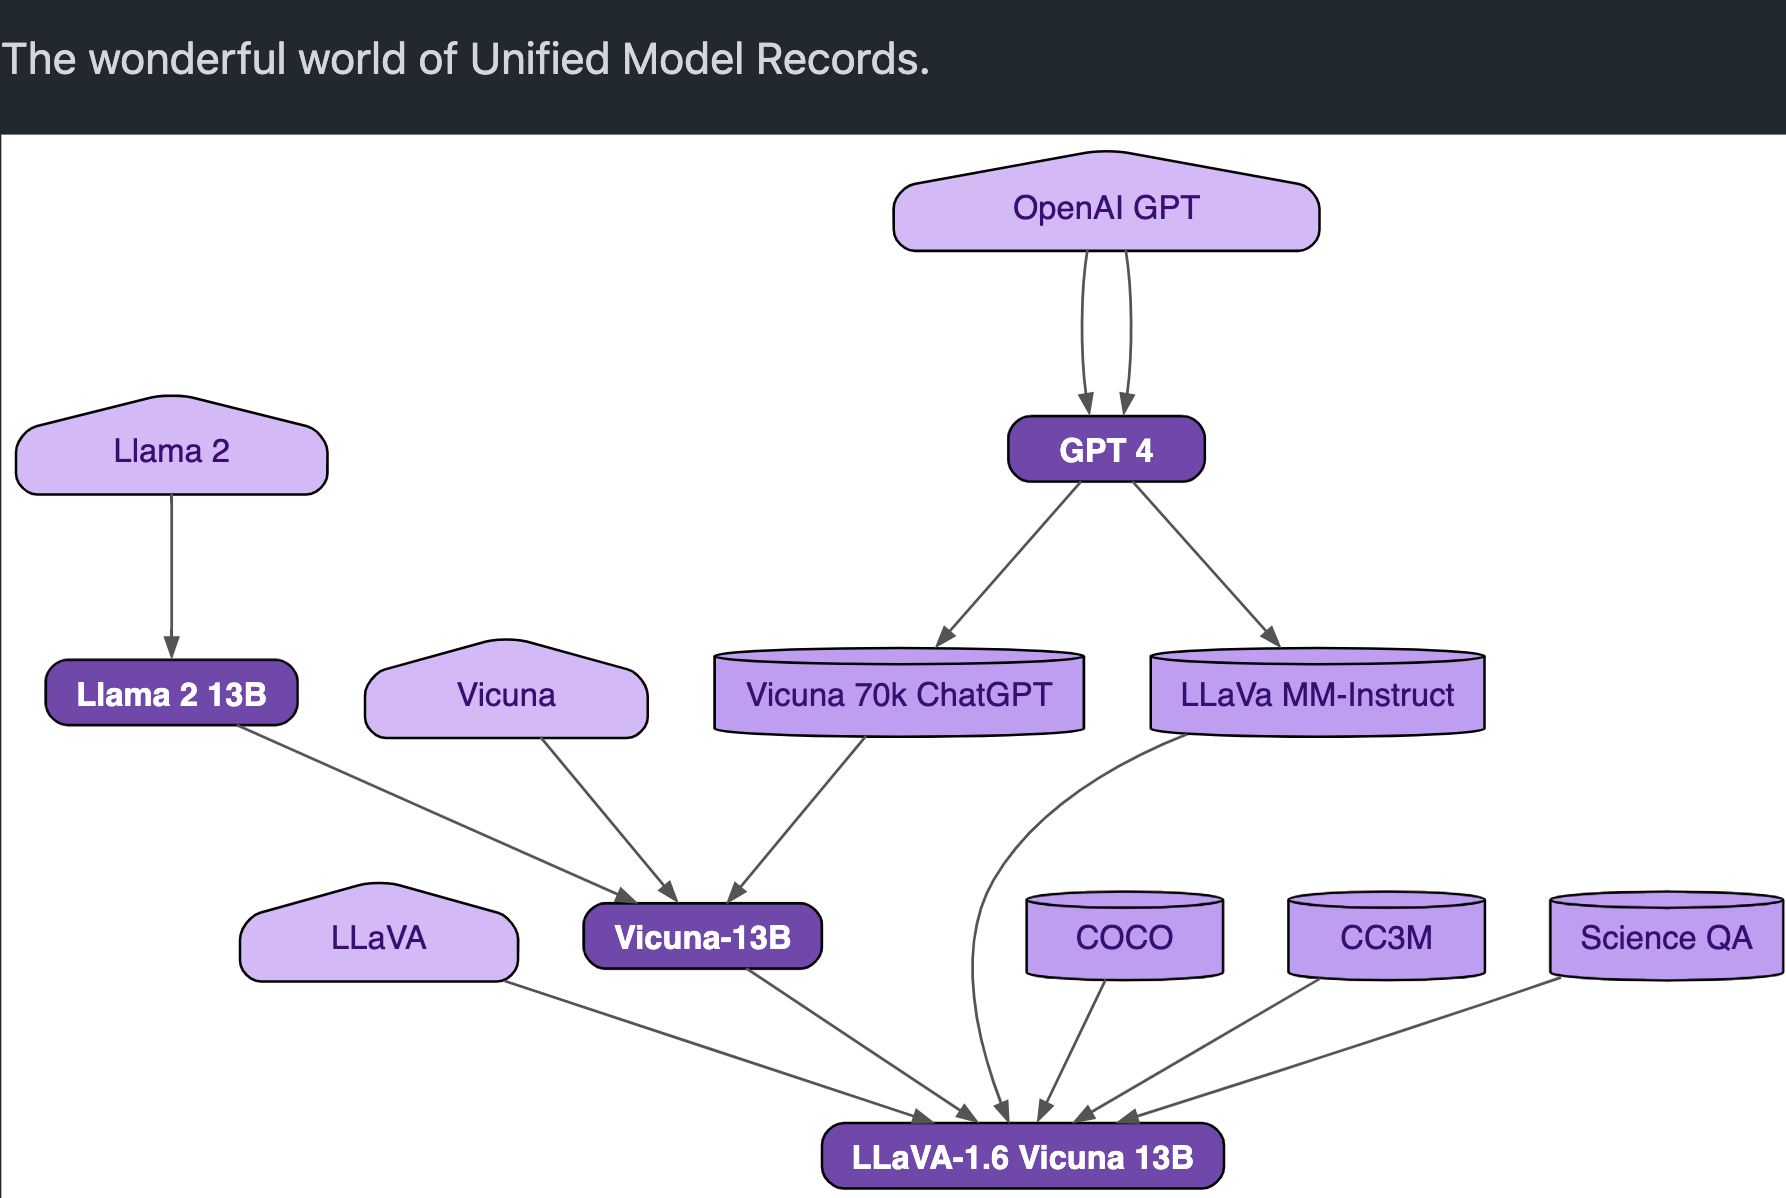 The wonderful world of Unified Model Records.
OpenAI GPT
Llama 2
GPT 4
Llama 2 13B
Vicuna
Vicuna 70k ChatGPT
LLaVa MM-Instruct
LLaVA
Vicuna-13B
COCO
CC3M
Science QA
LLaVA-1.6 Vicuna 13B